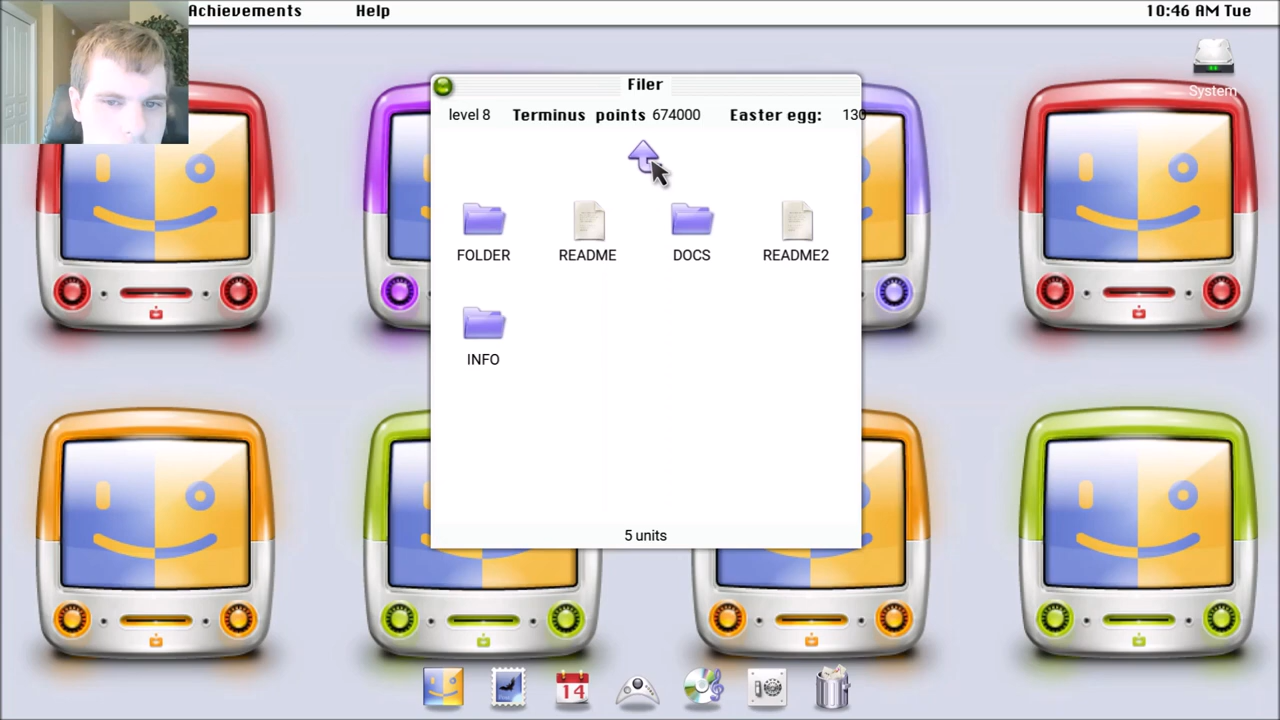 Achievements Help 10:46 AM Tue
System
Filer
level 8 Terminus points 674000 Easter egg: 130
FOLDER README DOCS README2
INFO
5 units
14